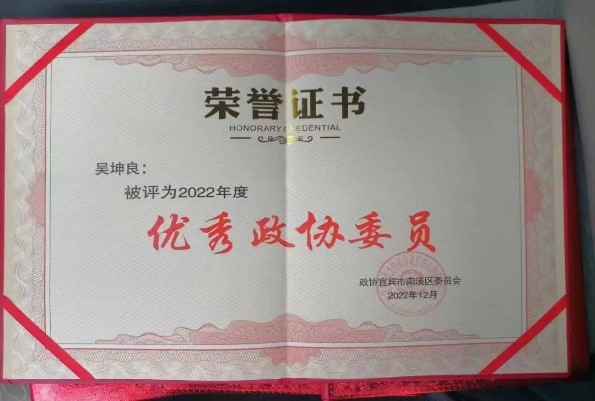 荣誉证书
HONORARY CREDENTIAL
吴坤良：
被评为2022年度
优秀政协委员
政协宜宾市南溪区委员会
2022年12月